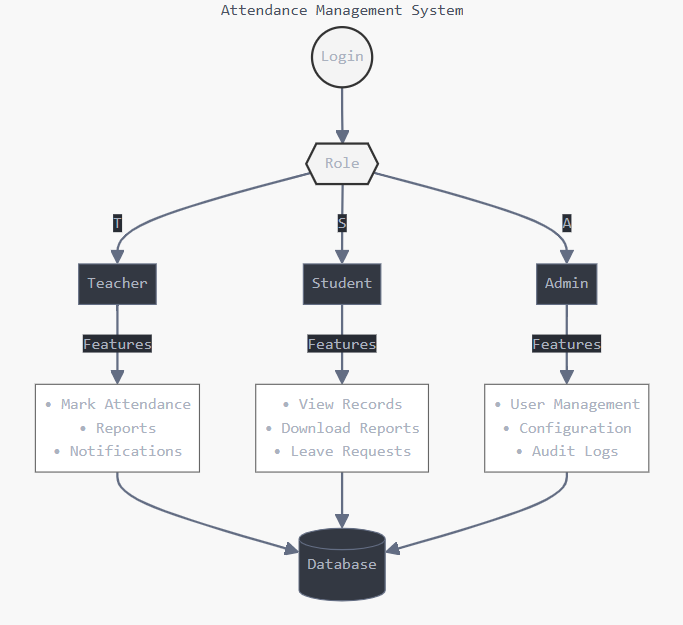 Attendance Management System
Login
Role
T
S
A
Teacher
Student
Admin
Features
Features
Features
• Mark Attendance
• Reports
• Notifications
• View Records
• Download Reports
• Leave Requests
• User Management
• Configuration
• Audit Logs
Database